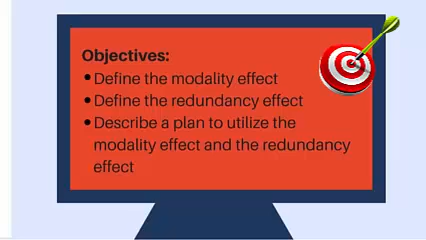 Objectives:
•Define the modality effect
•Define the redundancy effect
•Describe a plan to utilize the
modality effect and the redundancy
effect